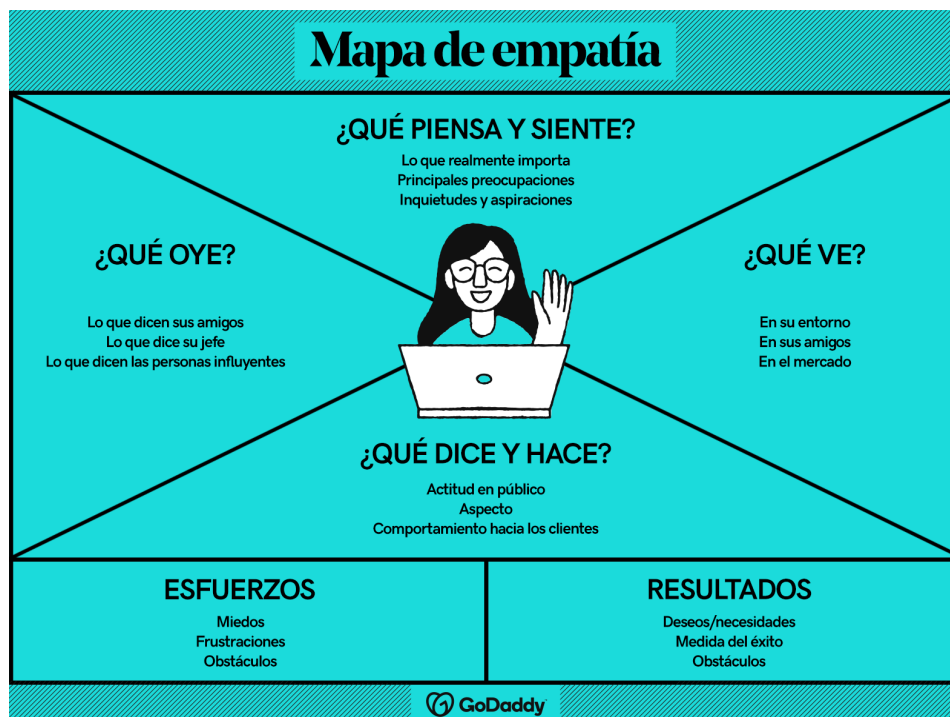 Mapa de empatía
¿QUÉ PIENSA Y SIENTE?
Lo que realmente importa
Principales preocupaciones
Inquietudes y aspiraciones
¿QUÉ OYE?
Lo que dicen sus amigos
Lo que dice su jefe
Lo que dicen las personas influyentes
¿QUÉ VE?
En su entorno
En sus amigos
En el mercado
¿QUÉ DICE Y HACE?
Actitud en público
Aspecto
Comportamiento hacia los clientes
ESFUERZOS
Miedos
Frustraciones
Obstáculos
RESULTADOS
Deseos/necesidades
Medida del éxito
Obstáculos
GoDaddy